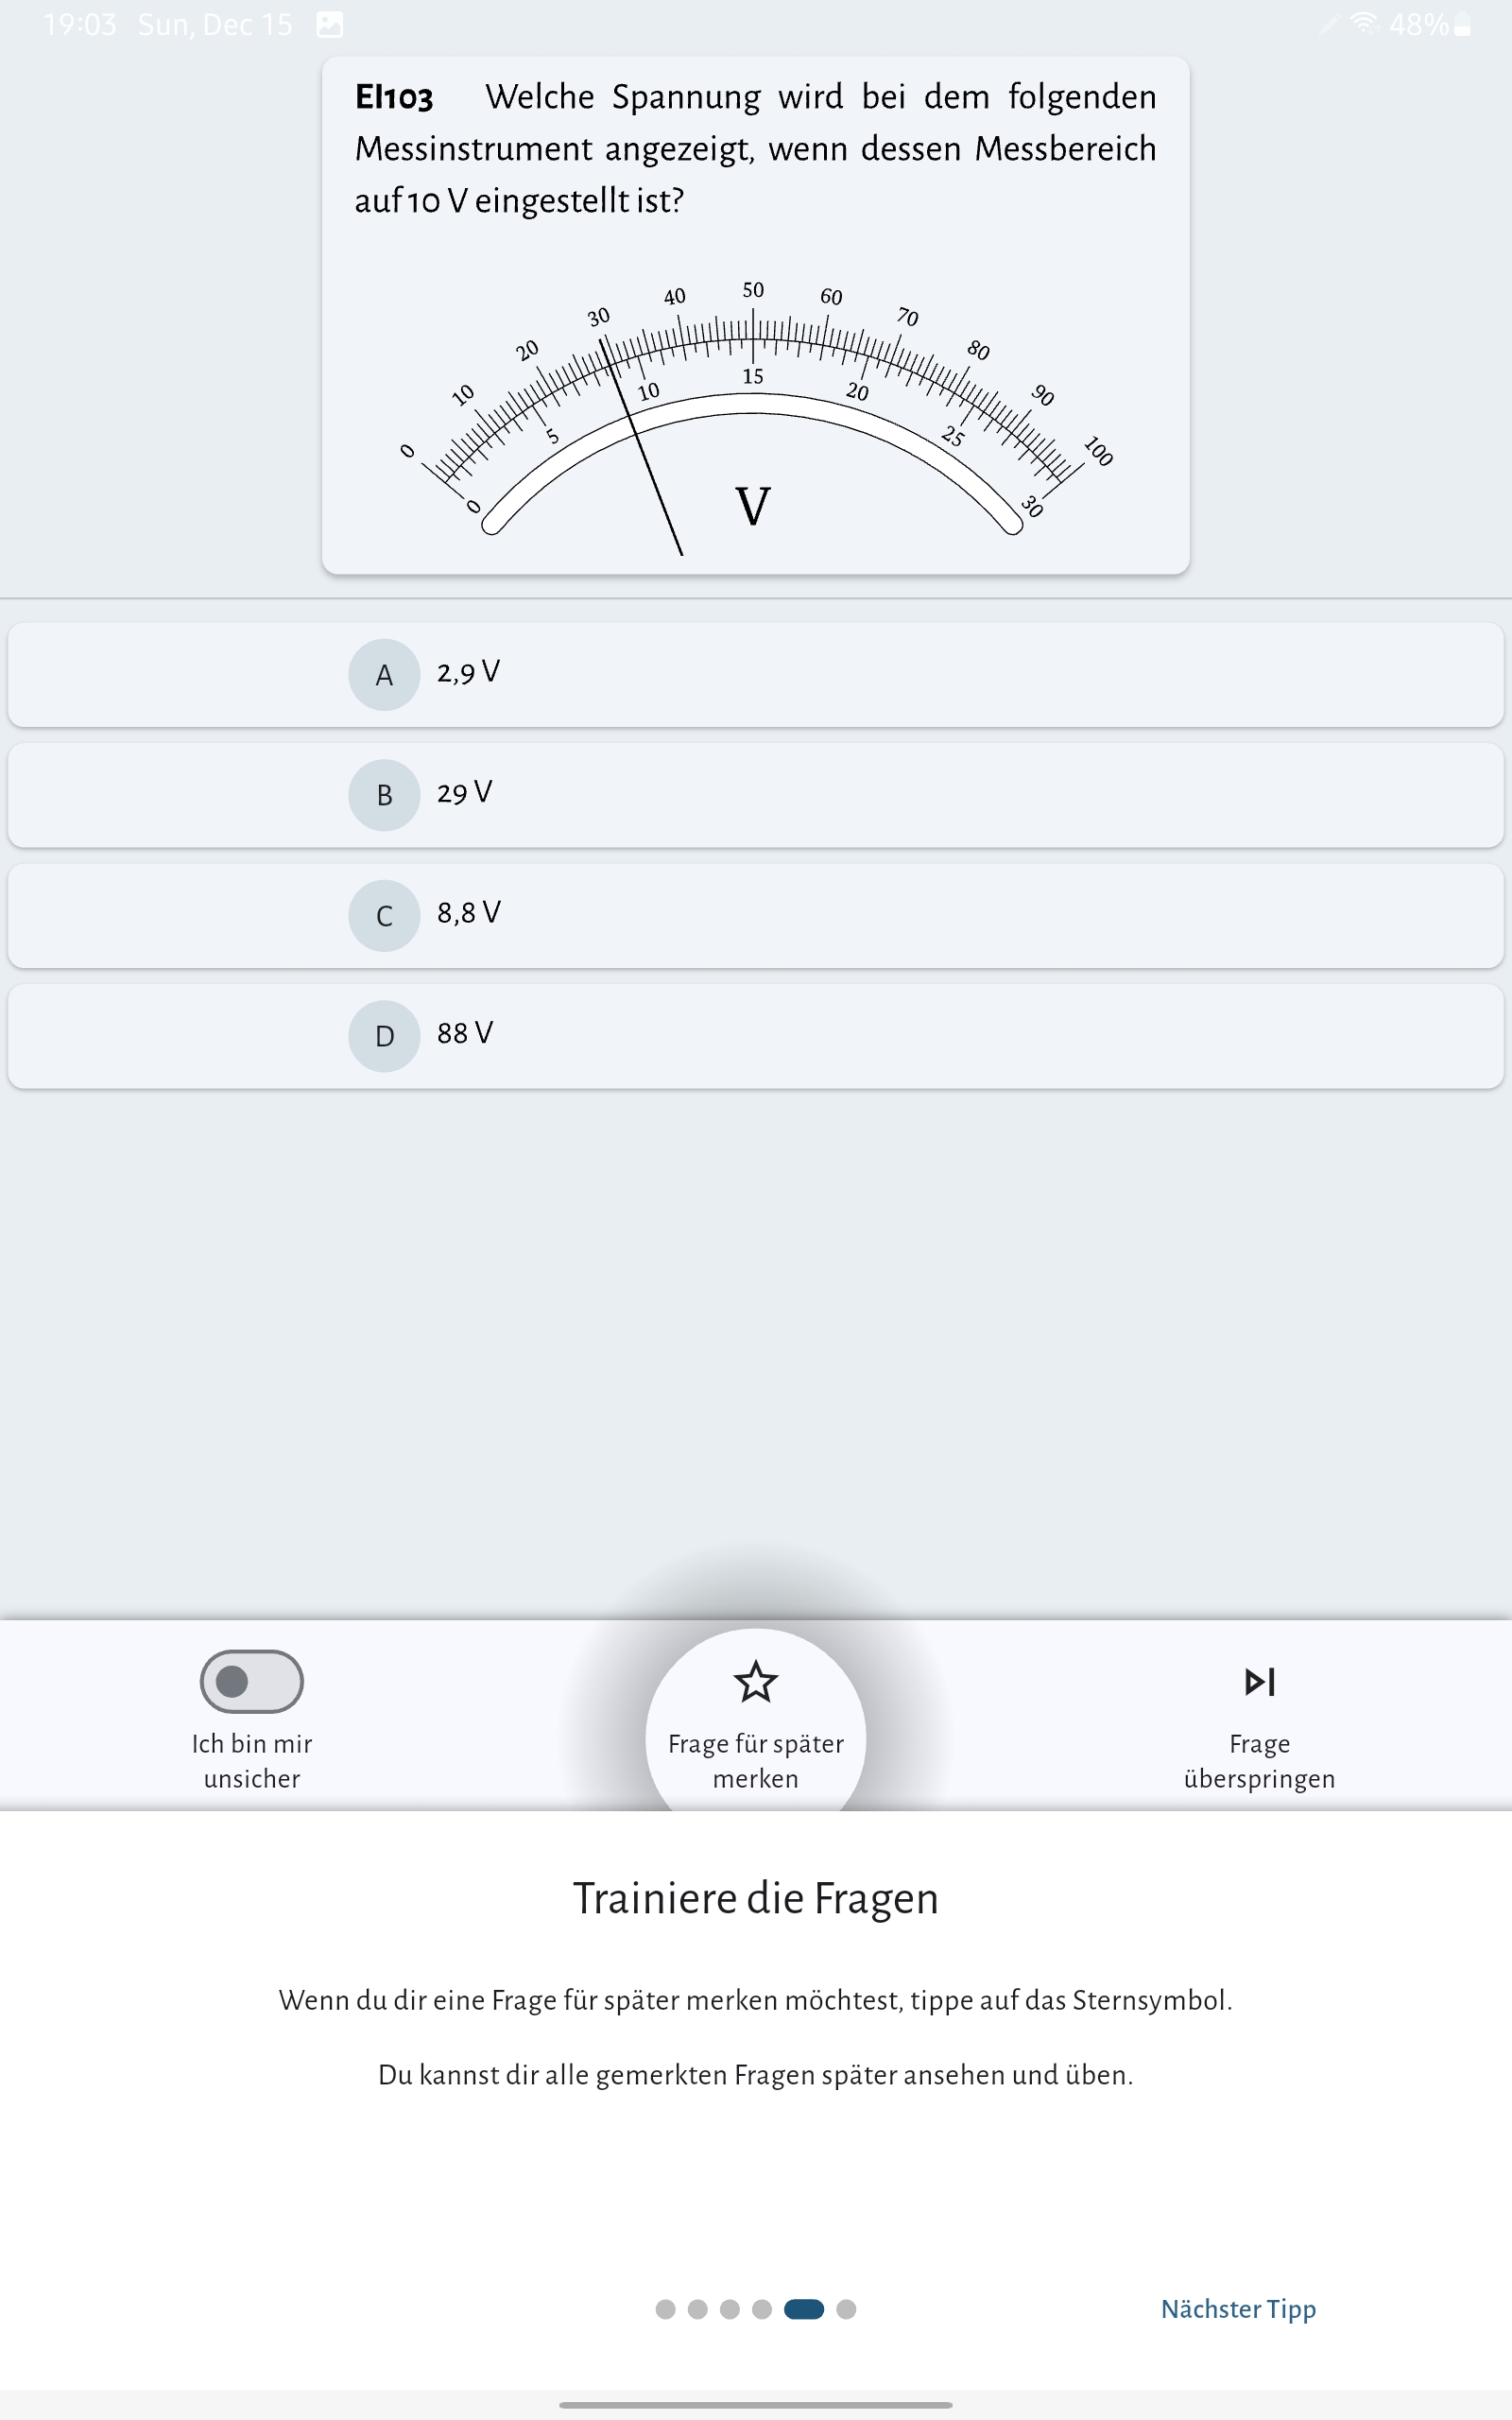 19:03 Sun, Dec 15
48%
EI103 Welche Spannung wird bei dem folgenden
Messinstrument angezeigt, wenn dessen Messbereich
auf 10 V eingestellt ist?
0 10 20 30 40 50 60 70 80 90 100
0 5 10 15 20 25 30
V
A 2,9 V
B 29 V
C 8,8 V
D 88 V
Ich bin mir
unsicher
Frage für später
merken
Frage
überspringen
Trainiere die Fragen
Wenn du dir eine Frage für später merken möchtest, tippe auf das Sternsymbol.
Du kannst dir alle gemerkten Fragen später ansehen und üben.
Nächster Tipp